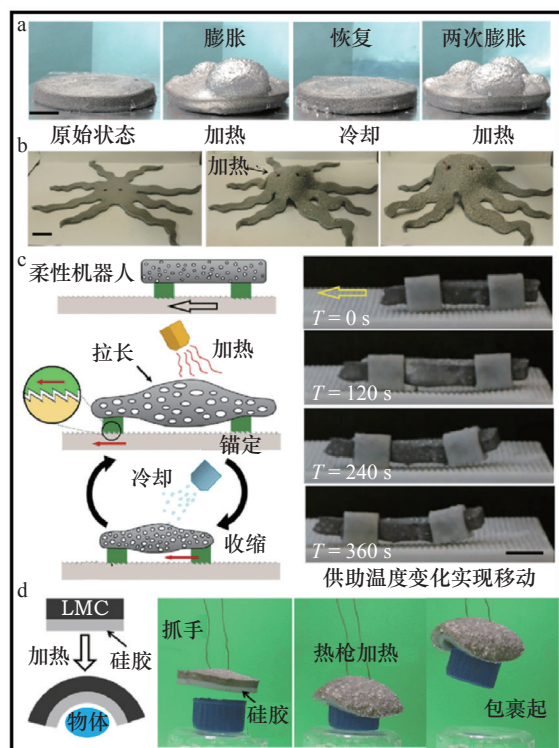 a
膨胀
恢复
两次膨胀
原始状态
加热
冷却
加热
b
加热
c
柔性机器人
加热
拉长
锚定
冷却
收缩
T = 0 s
T = 120 s
T = 240 s
T = 360 s
供助温度变化实现移动
d
LMC
加热
硅胶
物体
抓手
硅胶
热枪加热
包裹起